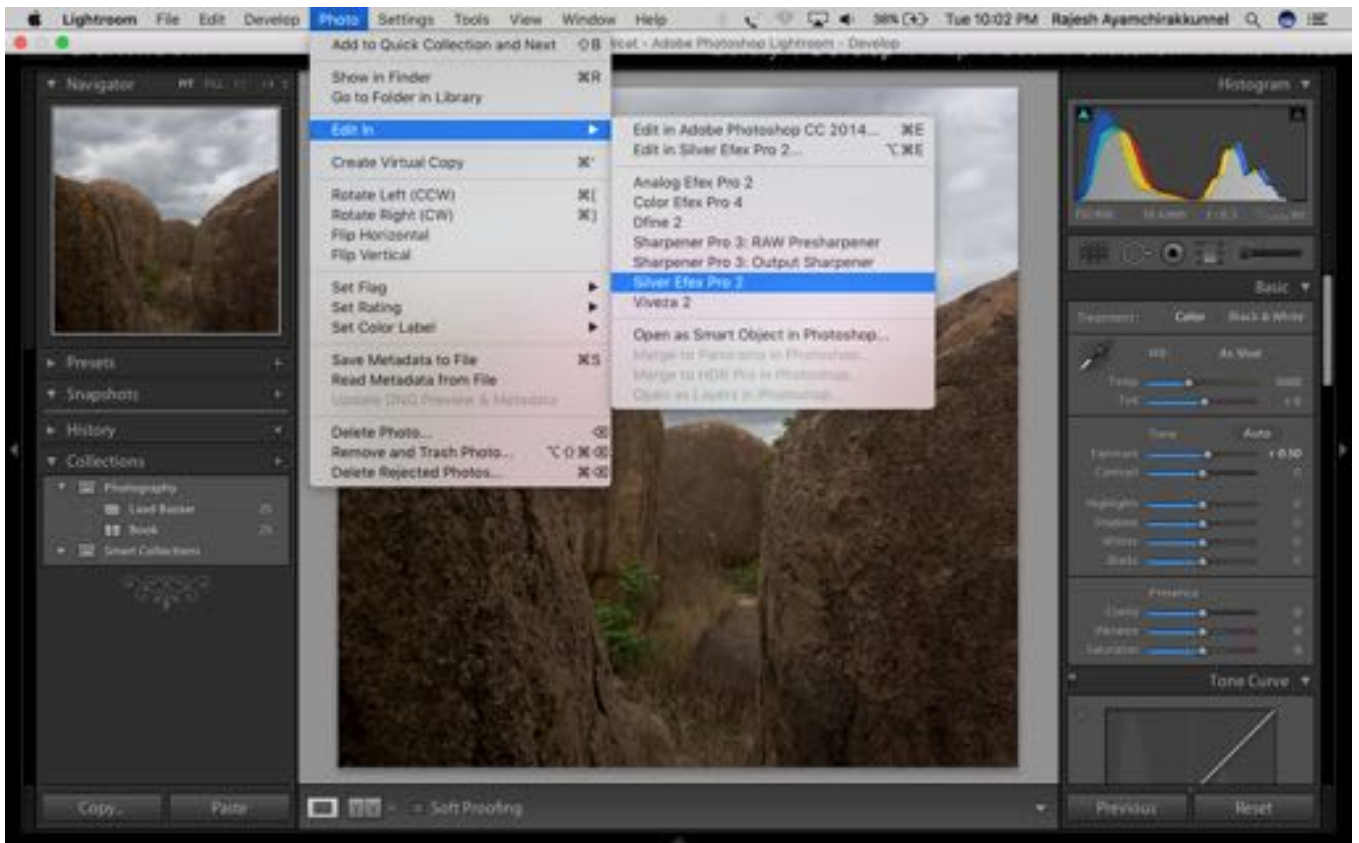 Lightroom File Edit Develop Photo Settings Tools View Window Help 38% Tue 10:02 PM Rajesh Ayamchirakkunnel
Adobe Photoshop Lightroom - Develop
Navigator
Add to Quick Collection and Next ⇧B
Show in Finder ⌘R
Go to Folder in Library
Edit In
Create Virtual Copy ⌘'
Rotate Left (CCW) ⌘[
Rotate Right (CW) ⌘]
Flip Horizontal
Flip Vertical
Set Flag
Set Rating
Set Color Label
Save Metadata to File ⌘S
Read Metadata from File
Update DNG Preview & Metadata
Delete Photo... ⌫
Remove and Trash Photo... ⌥⇧⌘⌫
Delete Rejected Photos... ⌘⌫
Edit in Adobe Photoshop CC 2014... ⌘E
Edit in Silver Efex Pro 2... ⌥⌘E
Analog Efex Pro 2
Color Efex Pro 4
Dfine 2
Sharpener Pro 3: RAW Presharpener
Sharpener Pro 3: Output Sharpener
Silver Efex Pro 2
Viveza 2
Open as Smart Object in Photoshop...
Merge to Panorama in Photoshop...
Merge to HDR Pro in Photoshop...
Open as Layers in Photoshop...
Presets
Snapshots
History
Collections
Photography
Book
Smart Collections
Copy... Paste
Soft Proofing
Histogram
Basic
Treatment: Color Black & White
As Shot
Temp
Tint
Tone Auto
Exposure + 0.50
Contrast 0
Highlights
Shadows
Whites
Blacks
Presence
Clarity
Vibrance
Saturation
Tone Curve
Previous Reset